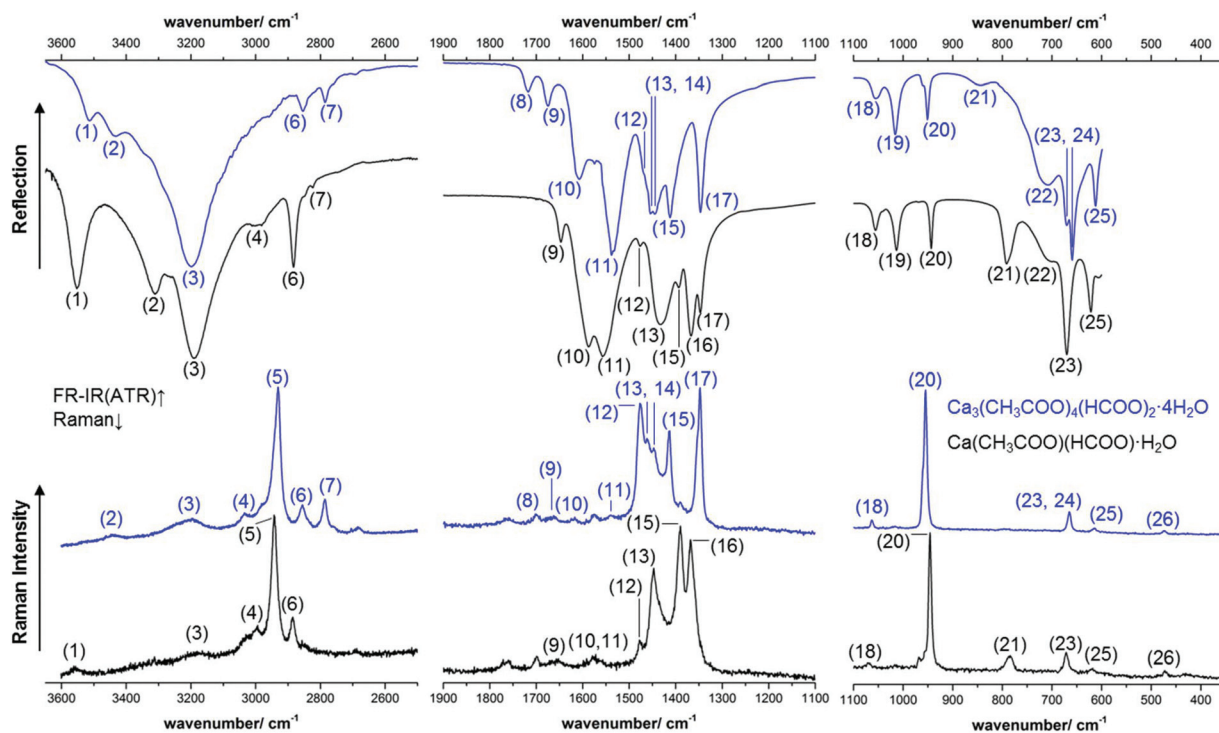 wavenumber/ cm-1 wavenumber/ cm-1 wavenumber/ cm-1
3600 3400 3200 3000 2800 2600 1900 1800 1700 1600 1500 1400 1300 1200 1100 1100 1000 900 800 700 600 500 400
Reflection
(1) (2) (3) (6) (7)
(1) (2) (3) (4) (6) (7)
(8) (9) (10) (11) (12) (13, 14) (15) (17)
(9) (10) (11) (12) (13) (15) (16) (17)
(18) (19) (20) (21) (22) (23, 24) (25)
(18) (19) (20) (21) (22) (23) (25)
FR-IR(ATR)↑
Raman↓
Ca3(CH3COO)4(HCOO)2·4H2O
Ca(CH3COO)(HCOO)·H2O
Raman Intensity
(2) (3) (4) (5) (6) (7)
(1) (3) (4) (5) (6)
(8) (9) (10) (11) (12) (13, 14) (15) (17)
(9) (10,11) (12) (13) (15) (16)
(18) (20) (23, 24) (25) (26)
(18) (20) (21) (23) (25) (26)
3600 3400 3200 3000 2800 2600 1900 1800 1700 1600 1500 1400 1300 1200 1100 1100 1000 900 800 700 600 500 400
wavenumber/ cm-1 wavenumber/ cm-1 wavenumber/ cm-1